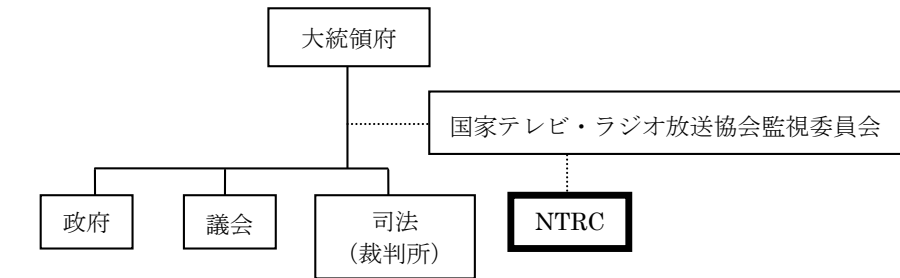 大統領府
国家テレビ・ラジオ放送協会監視委員会
政府
議会
司法
（裁判所）
NTRC